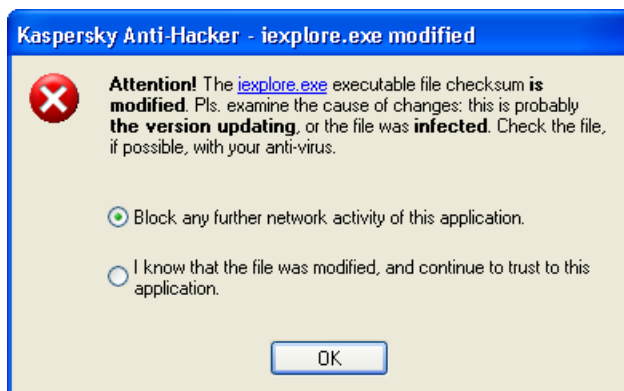 Kaspersky Anti-Hacker - iexplore.exe modified
Attention! The iexplore.exe executable file checksum is
modified. Pls. examine the cause of changes: this is probably
the version updating, or the file was infected. Check the file,
if possible, with your anti-virus.
Block any further network activity of this application.
I know that the file was modified, and continue to trust to this
application.
OK